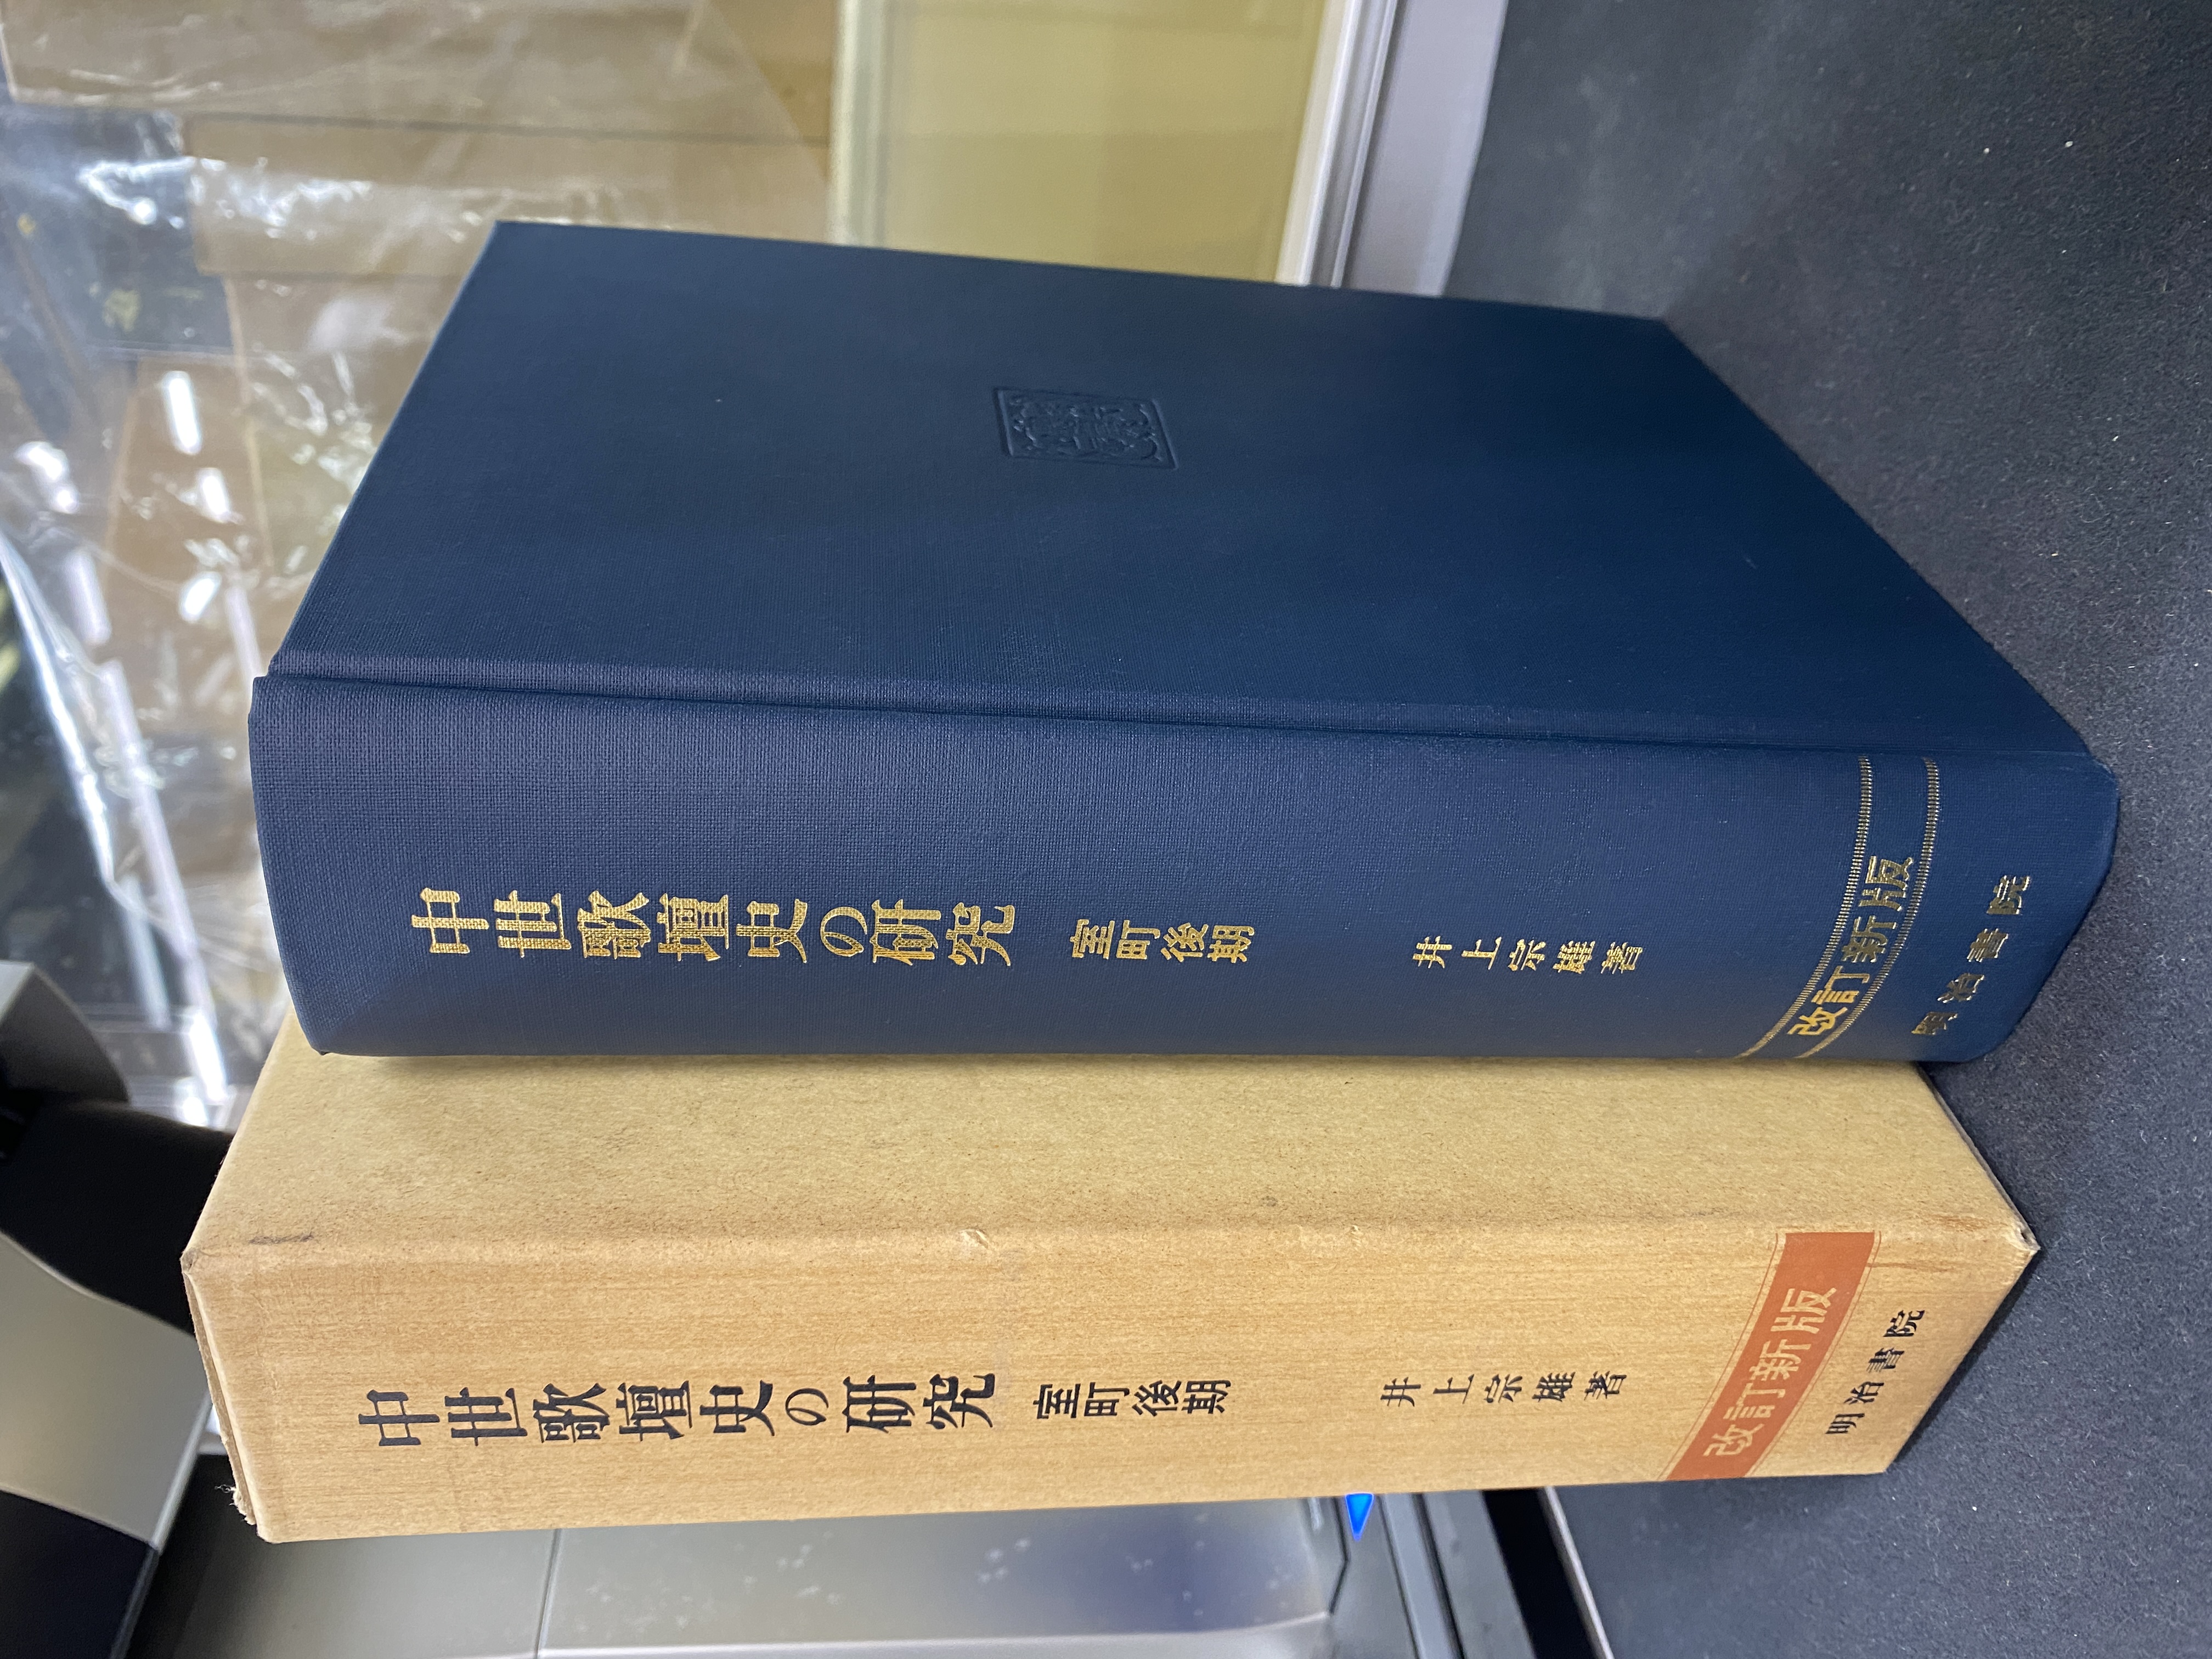 中世歌壇史の研究 室町後期
井上宗雄著
改訂新版
明治書院
中世歌壇史の研究 室町後期
井上宗雄著
改訂新版
明治書院